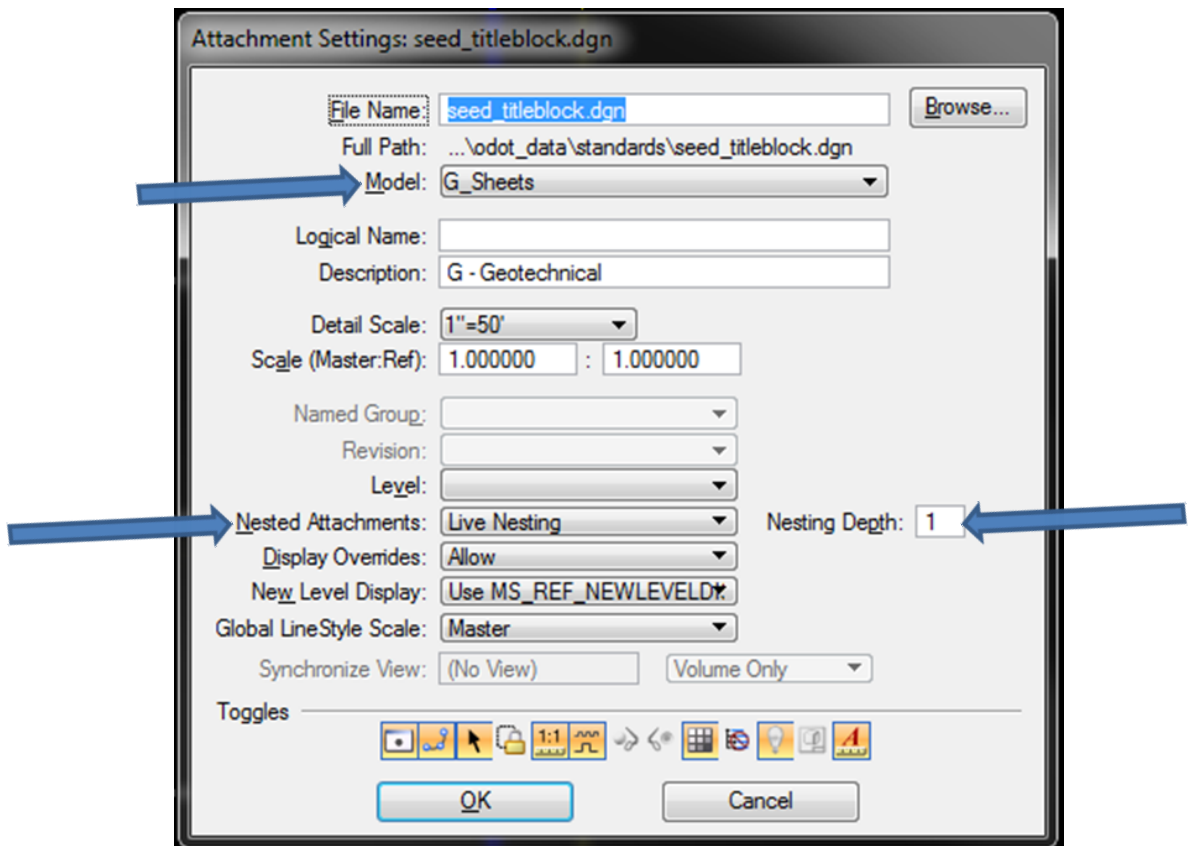 Attachment Settings: seed_titleblock.dgn
File Name: seed_titleblock.dgn Browse...
Full Path: ...\odot_data\standards\seed_titleblock.dgn
Model: G_Sheets
Logical Name:
Description: G - Geotechnical
Detail Scale: 1"=50'
Scale (Master:Ref): 1.000000 : 1.000000
Named Group:
Revision:
Level:
Nested Attachments: Live Nesting Nesting Depth: 1
Display Overrides: Allow
New Level Display: Use MS_REF_NEWLEVELDI
Global LineStyle Scale: Master
Synchronize View: (No View) Volume Only
Toggles
1:1 A
OK Cancel